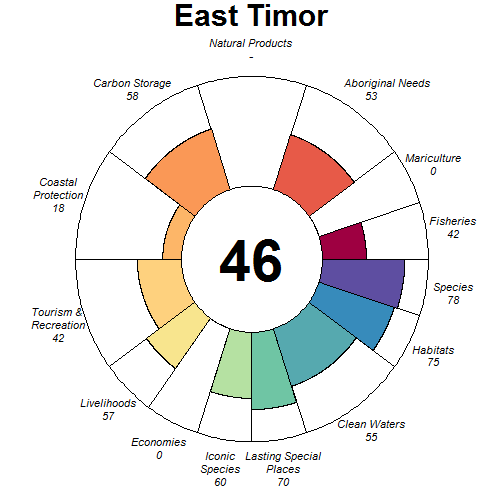 East Timor
Natural Products
-
Carbon Storage
58
Aboriginal Needs
53
Coastal
Protection
18
Mariculture
0
Fisheries
42
46
Species
78
Tourism &
Recreation
42
Habitats
75
Livelihoods
57
Clean Waters
55
Economies
0
Iconic
Species
60
Lasting Special
Places
70